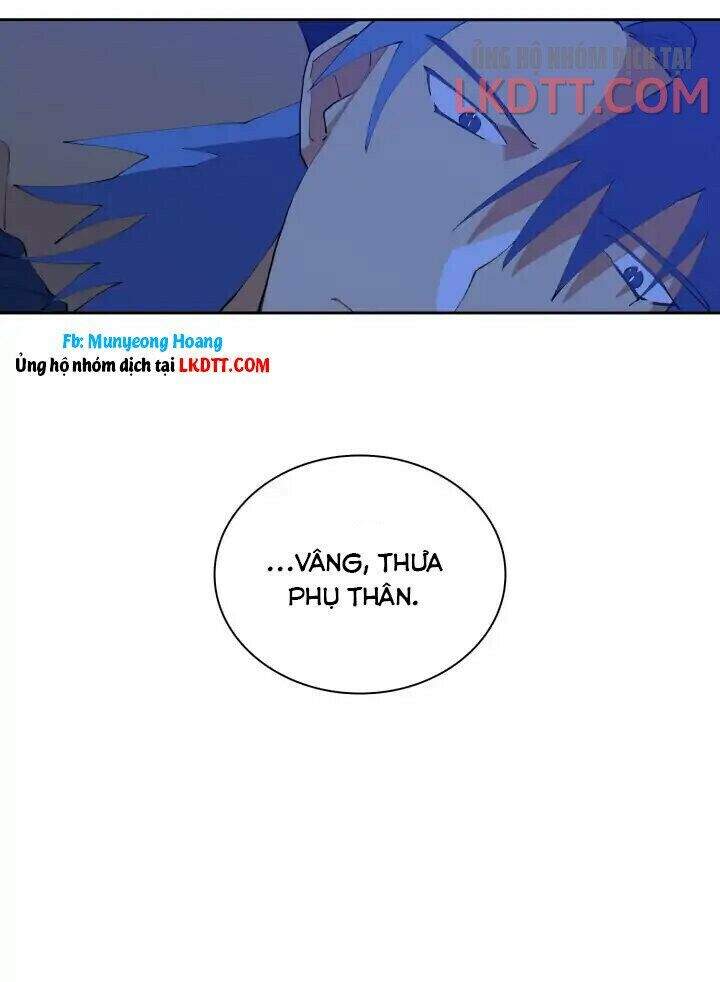 ỦNG HỘ NHÓM DỊCH TẠI
LKDTT.COM
Fb: Munyeong Hoang
Ủng hộ nhóm dịch tại LKDTT.COM
...VÂNG, THƯA
PHỤ THÂN.